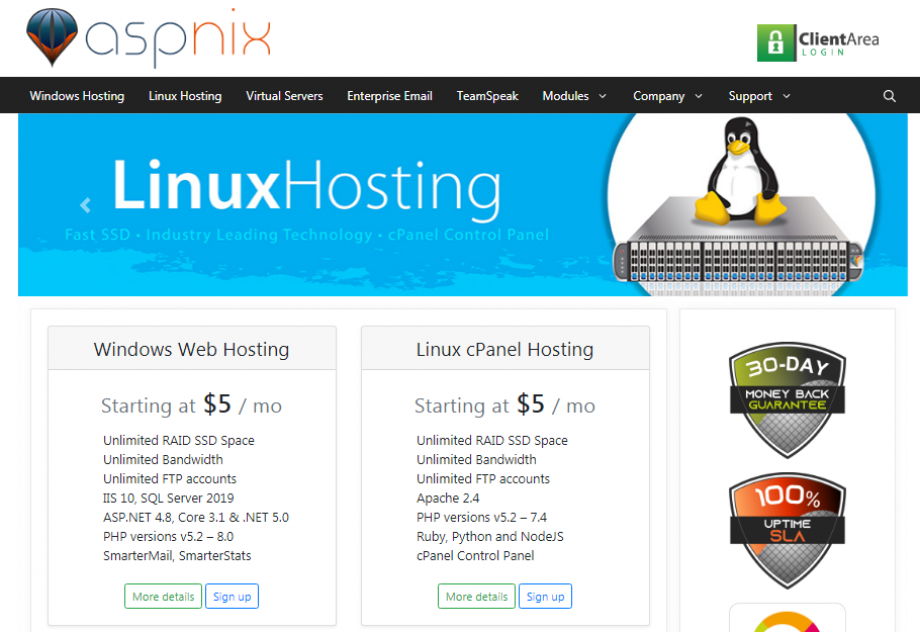 aspnix
ClientArea
LOGIN
Windows Hosting Linux Hosting Virtual Servers Enterprise Email TeamSpeak Modules Company Support
LinuxHosting
Fast SSD • Industry Leading Technology • cPanel Control Panel
Windows Web Hosting
Starting at $5 / mo
Unlimited RAID SSD Space
Unlimited Bandwidth
Unlimited FTP accounts
IIS 10, SQL Server 2019
ASP.NET 4.8, Core 3.1 & .NET 5.0
PHP versions v5.2 – 8.0
SmarterMail, SmarterStats
More details Sign up
Linux cPanel Hosting
Starting at $5 / mo
Unlimited RAID SSD Space
Unlimited Bandwidth
Unlimited FTP accounts
Apache 2.4
PHP versions v5.2 – 7.4
Ruby, Python and NodeJS
cPanel Control Panel
More details Sign up
30-DAY
MONEY BACK
GUARANTEE
100%
UPTIME
SLA